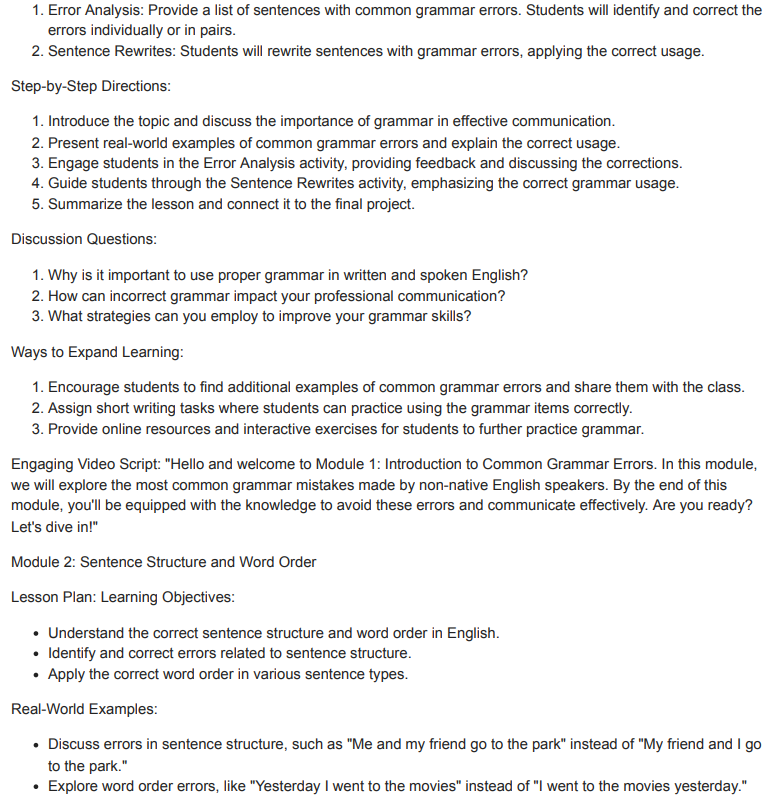 1. Error Analysis: Provide a list of sentences with common grammar errors. Students will identify and correct the
errors individually or in pairs.
2. Sentence Rewrites: Students will rewrite sentences with grammar errors, applying the correct usage.
Step-by-Step Directions:
1. Introduce the topic and discuss the importance of grammar in effective communication.
2. Present real-world examples of common grammar errors and explain the correct usage.
3. Engage students in the Error Analysis activity, providing feedback and discussing the corrections.
4. Guide students through the Sentence Rewrites activity, emphasizing the correct grammar usage.
5. Summarize the lesson and connect it to the final project.
Discussion Questions:
1. Why is it important to use proper grammar in written and spoken English?
2. How can incorrect grammar impact your professional communication?
3. What strategies can you employ to improve your grammar skills?
Ways to Expand Learning:
1. Encourage students to find additional examples of common grammar errors and share them with the class.
2. Assign short writing tasks where students can practice using the grammar items correctly.
3. Provide online resources and interactive exercises for students to further practice grammar.
Engaging Video Script: "Hello and welcome to Module 1: Introduction to Common Grammar Errors. In this module,
we will explore the most common grammar mistakes made by non-native English speakers. By the end of this
module, you'll be equipped with the knowledge to avoid these errors and communicate effectively. Are you ready?
Let's dive in!"
Module 2: Sentence Structure and Word Order
Lesson Plan: Learning Objectives:
• Understand the correct sentence structure and word order in English.
• Identify and correct errors related to sentence structure.
• Apply the correct word order in various sentence types.
Real-World Examples:
• Discuss errors in sentence structure, such as "Me and my friend go to the park" instead of "My friend and I go
to the park."
• Explore word order errors, like "Yesterday I went to the movies" instead of "I went to the movies yesterday."